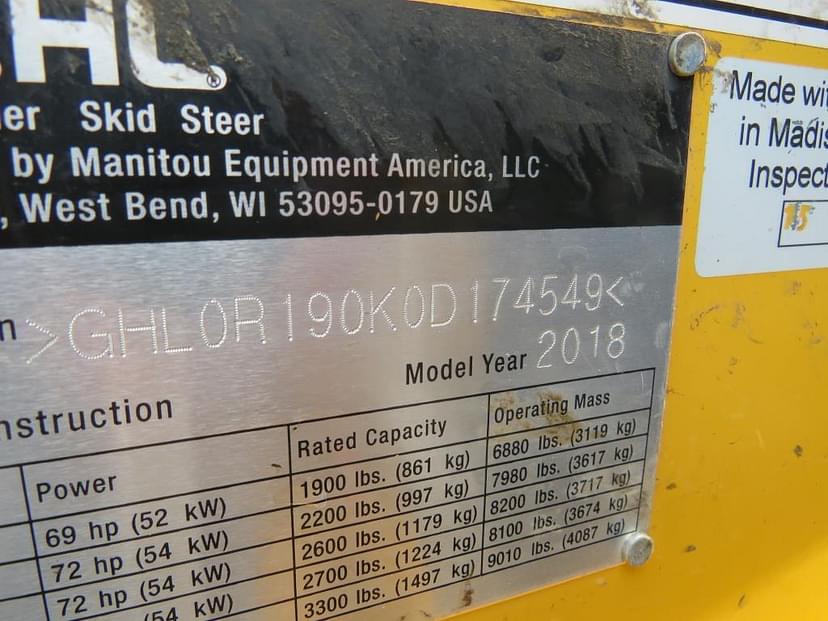 HL®
er Skid Steer
by Manitou Equipment America, LLC
, West Bend, WI 53095-0179 USA
n >GHL0R190K0D174549<
Model Year 2018
nstruction
Power Rated Capacity Operating Mass
69 hp (52 kW) 1900 lbs. (861 kg) 6880 lbs. (3119 kg)
72 hp (54 kW) 2200 lbs. (997 kg) 7980 lbs. (3617 kg)
72 hp (54 kW) 2600 lbs. (1179 kg) 8200 lbs. (3717 kg)
(54 kW) 2700 lbs. (1224 kg) 8100 lbs. (3674 kg)
3300 lbs. (1497 kg) 9010 lbs. (4087 kg)
Made wi
in Madis
Inspect
15